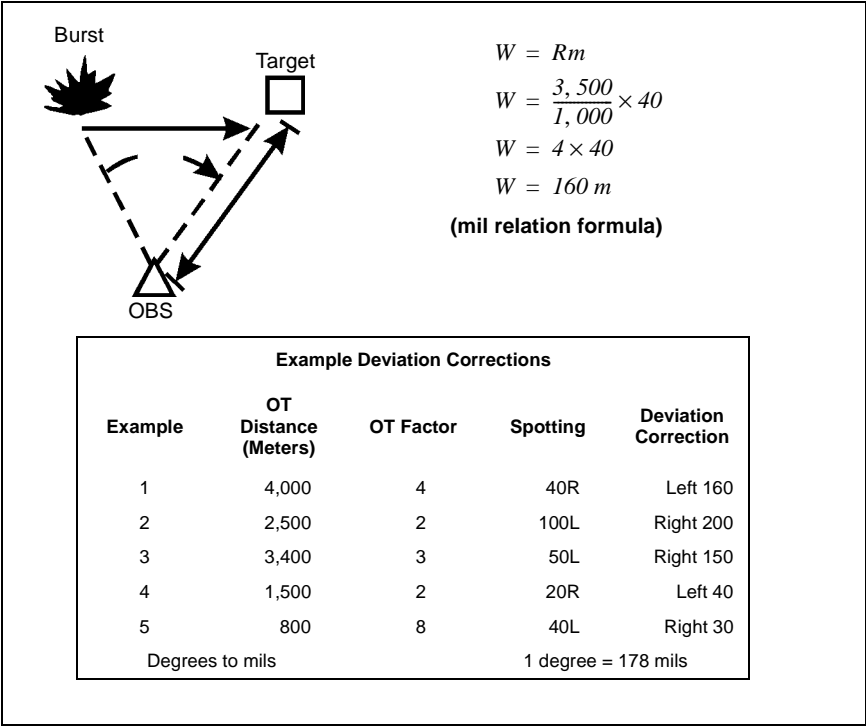 Burst
Target
OBS
W = Rm
W = 3,500/1,000 × 40
W = 4 × 40
W = 160 m
(mil relation formula)
Example Deviation Corrections
Example OT Distance (Meters) OT Factor Spotting Deviation Correction
1 4,000 4 40R Left 160
2 2,500 2 100L Right 200
3 3,400 3 50L Right 150
4 1,500 2 20R Left 40
5 800 8 40L Right 30
Degrees to mils 1 degree = 178 mils